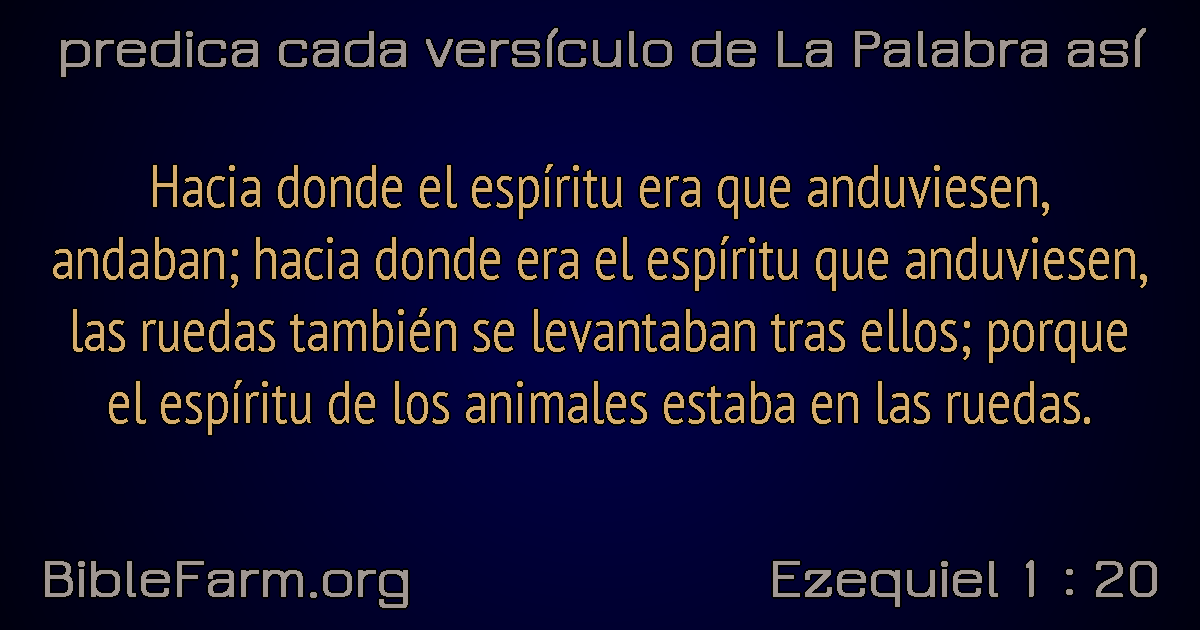 predica cada versículo de La Palabra así
Hacia donde el espíritu era que anduviesen,
andaban; hacia donde era el espíritu que anduviesen,
las ruedas también se levantaban tras ellos; porque
el espíritu de los animales estaba en las ruedas.
BibleFarm.org
Ezequiel 1 : 20